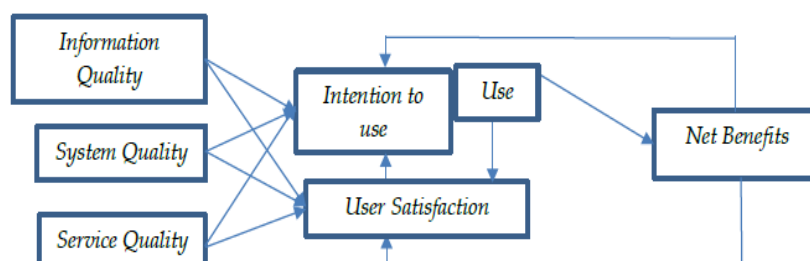 Information
Quality
Intention to
use
Use
System Quality
Net Benefits
User Satisfaction
Service Quality